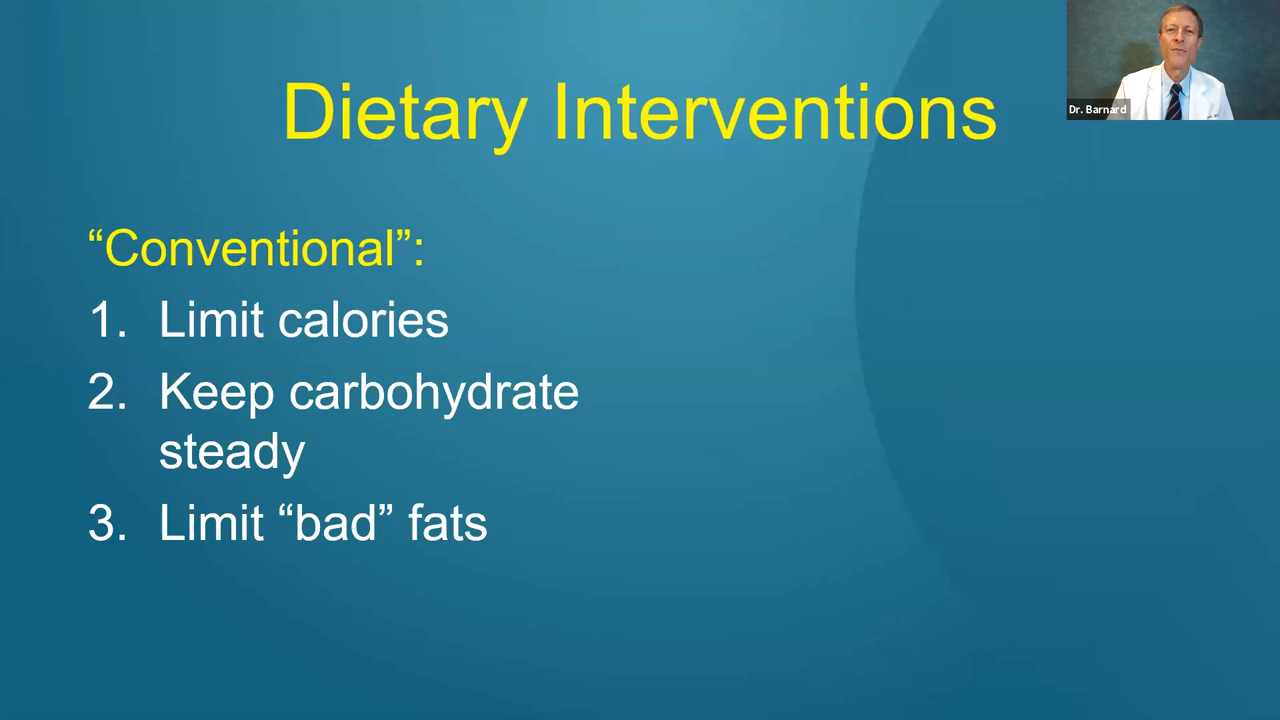 Dietary Interventions
Dr. Barnard
“Conventional”:
1. Limit calories
2. Keep carbohydrate
steady
3. Limit “bad” fats